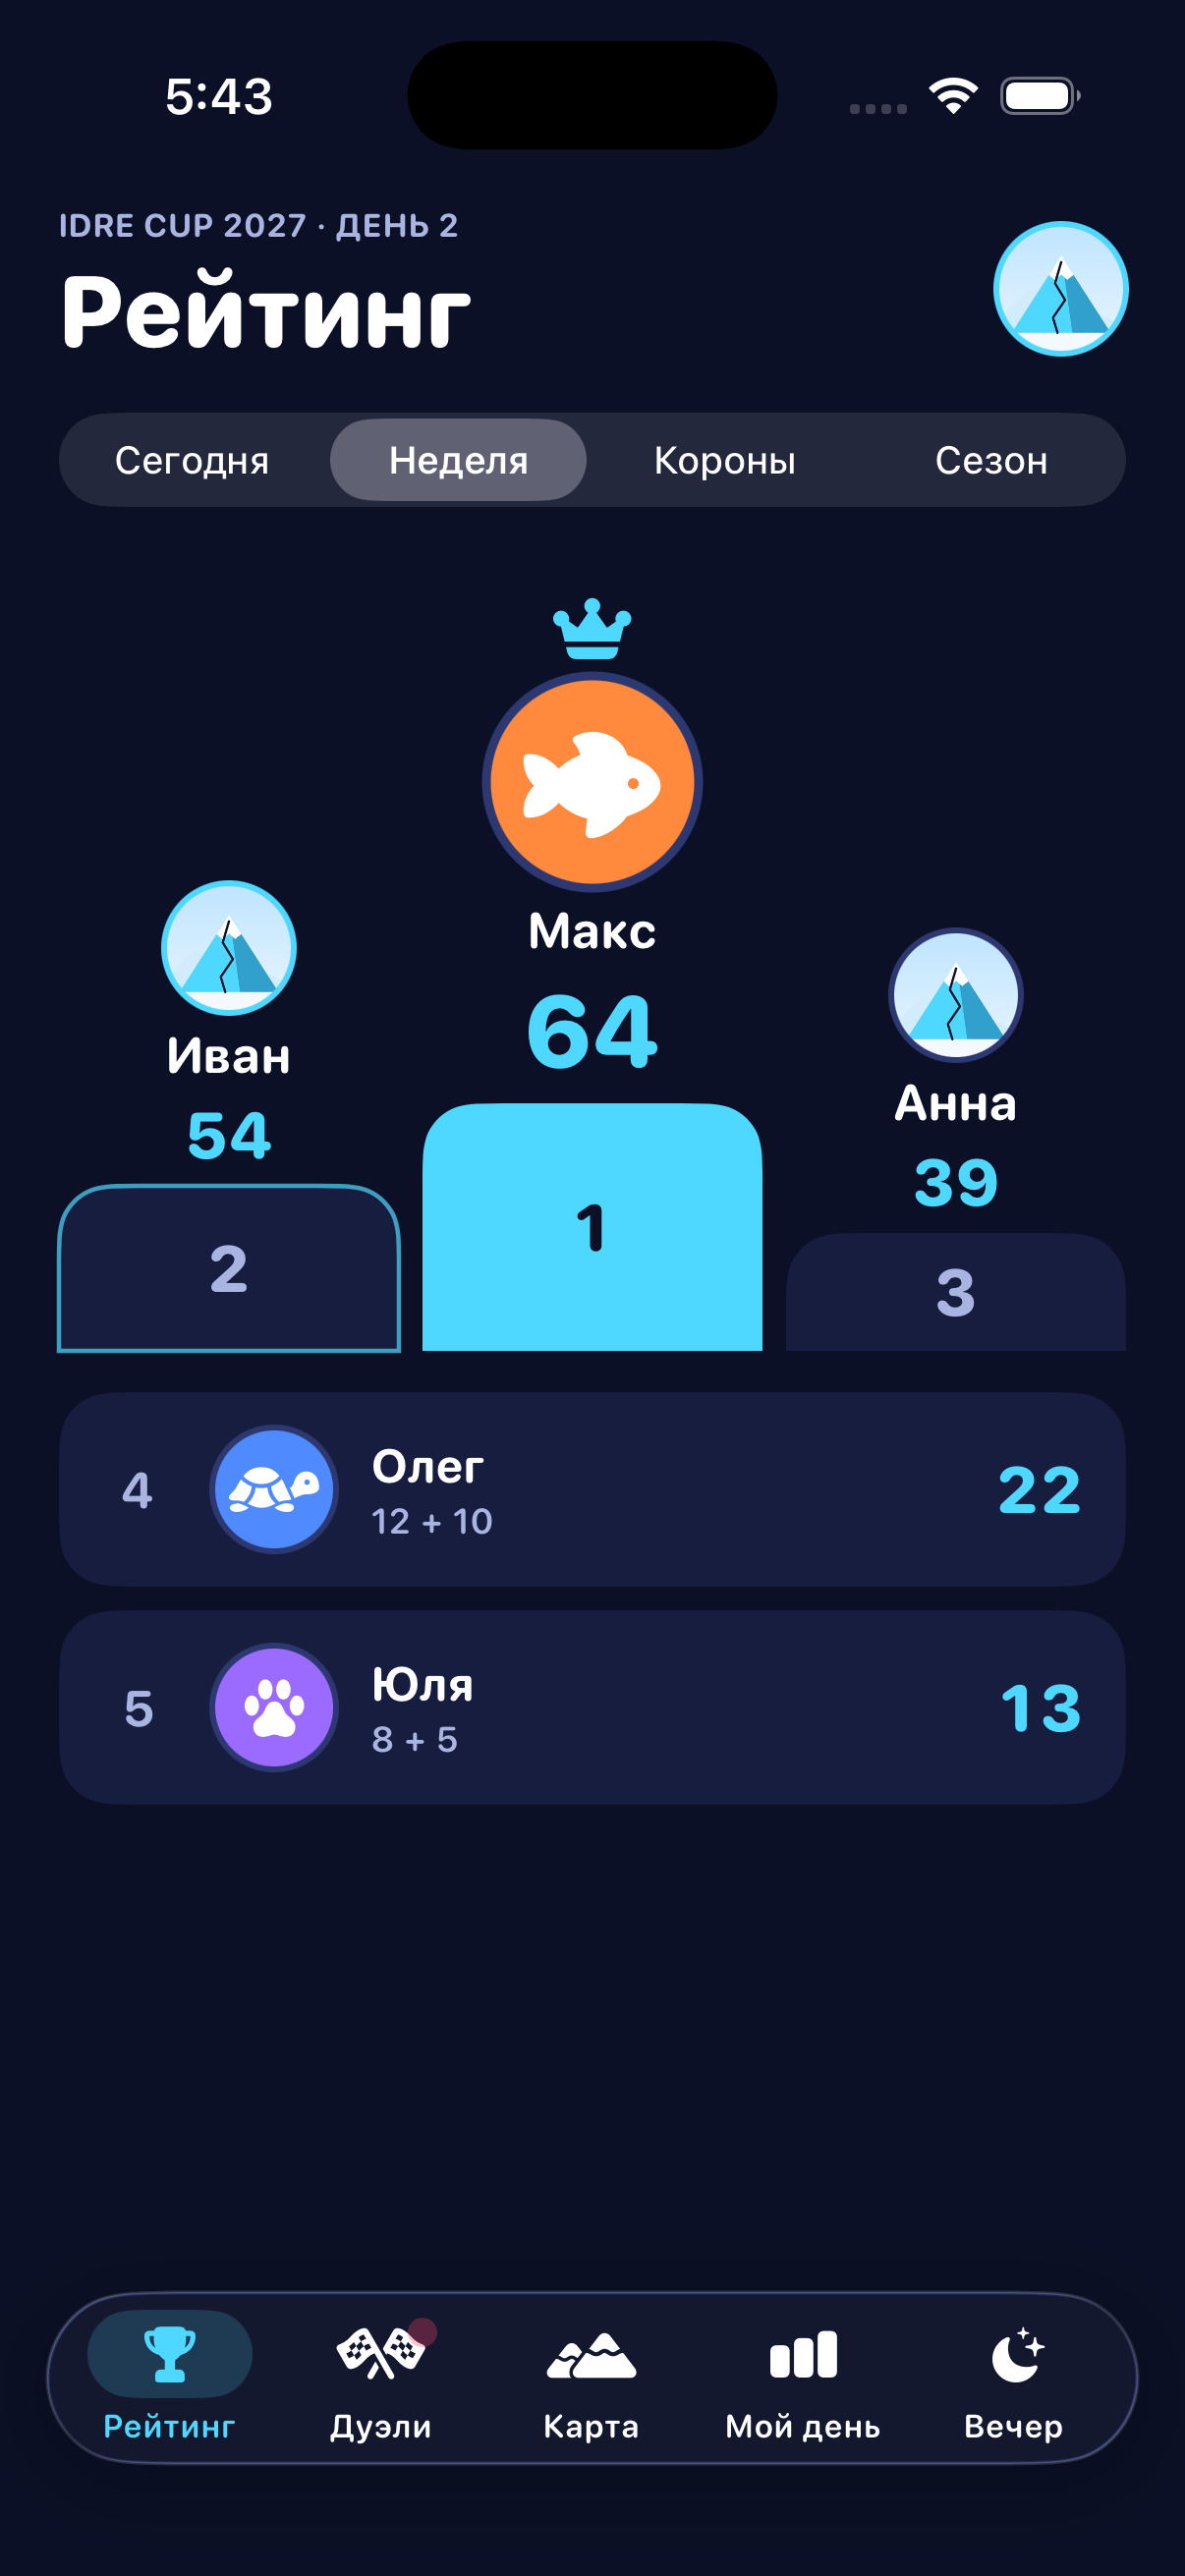 5:43
IDRE CUP 2027 · ДЕНЬ 2
Рейтинг
Сегодня Неделя Короны Сезон
Макс
64
Иван
54
Анна
39
1
2
3
4
Олег
12 + 10
22
5
Юля
8 + 5
13
Рейтинг Дуэли Карта Мой день Вечер